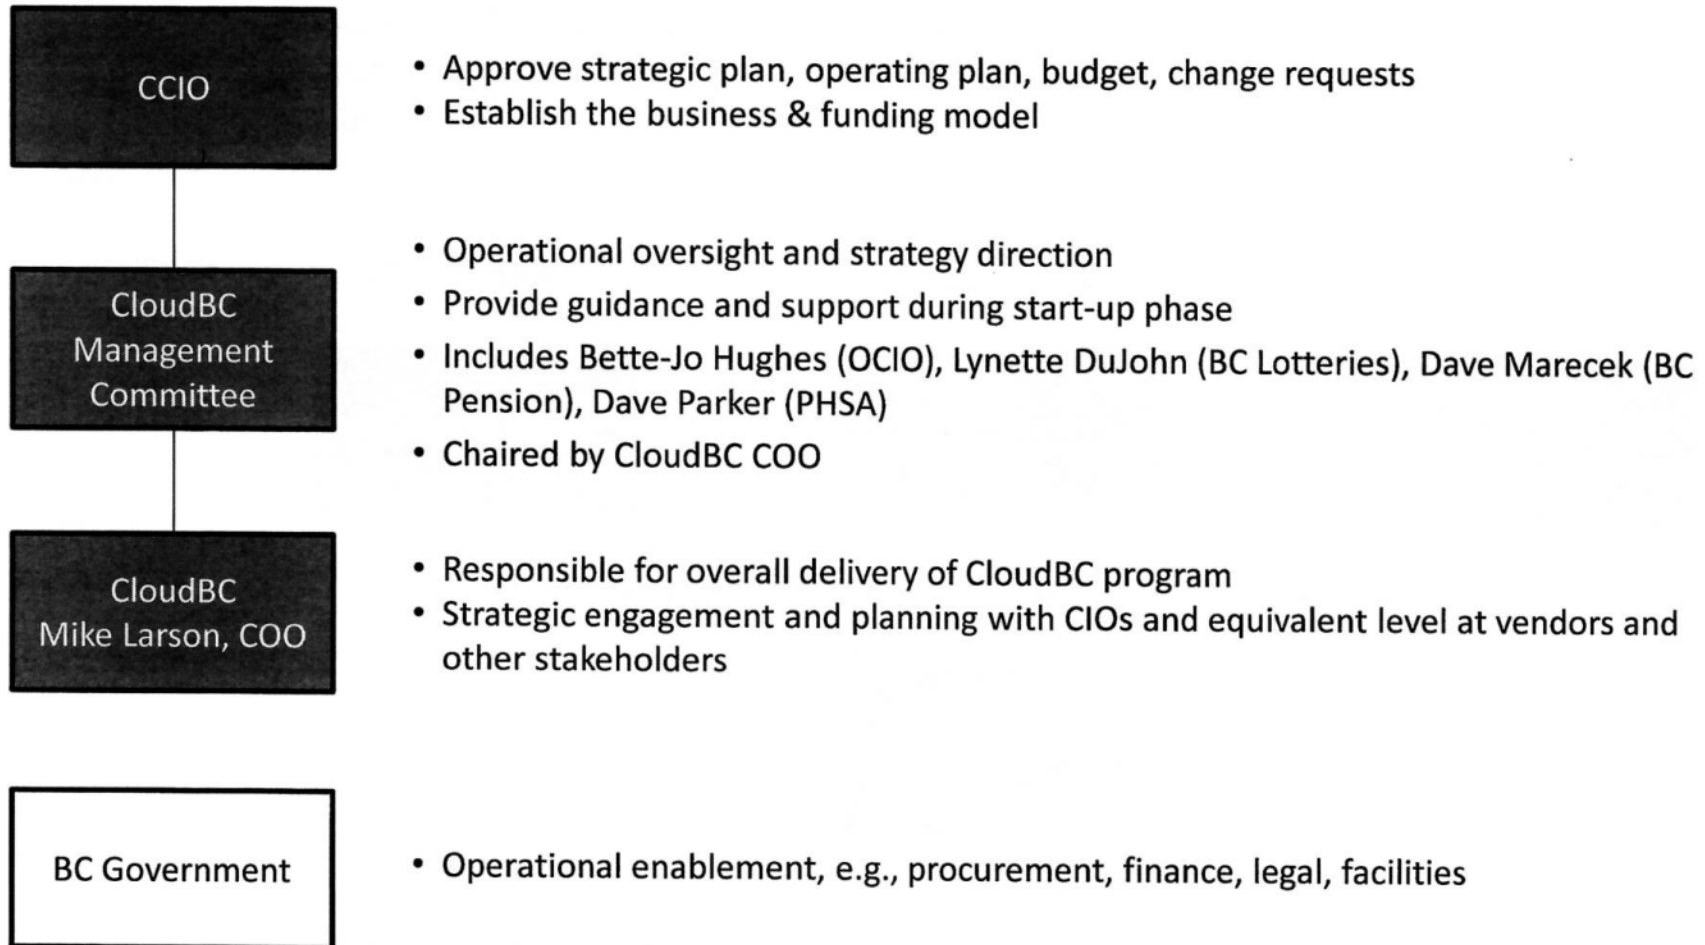 CCIO
• Approve strategic plan, operating plan, budget, change requests
• Establish the business & funding model
CloudBC
Management
Committee
• Operational oversight and strategy direction
• Provide guidance and support during start-up phase
• Includes Bette-Jo Hughes (OCIO), Lynette DuJohn (BC Lotteries), Dave Marecek (BC
Pension), Dave Parker (PHSA)
• Chaired by CloudBC COO
CloudBC
Mike Larson, COO
• Responsible for overall delivery of CloudBC program
• Strategic engagement and planning with CIOs and equivalent level at vendors and
other stakeholders
BC Government
• Operational enablement, e.g., procurement, finance, legal, facilities